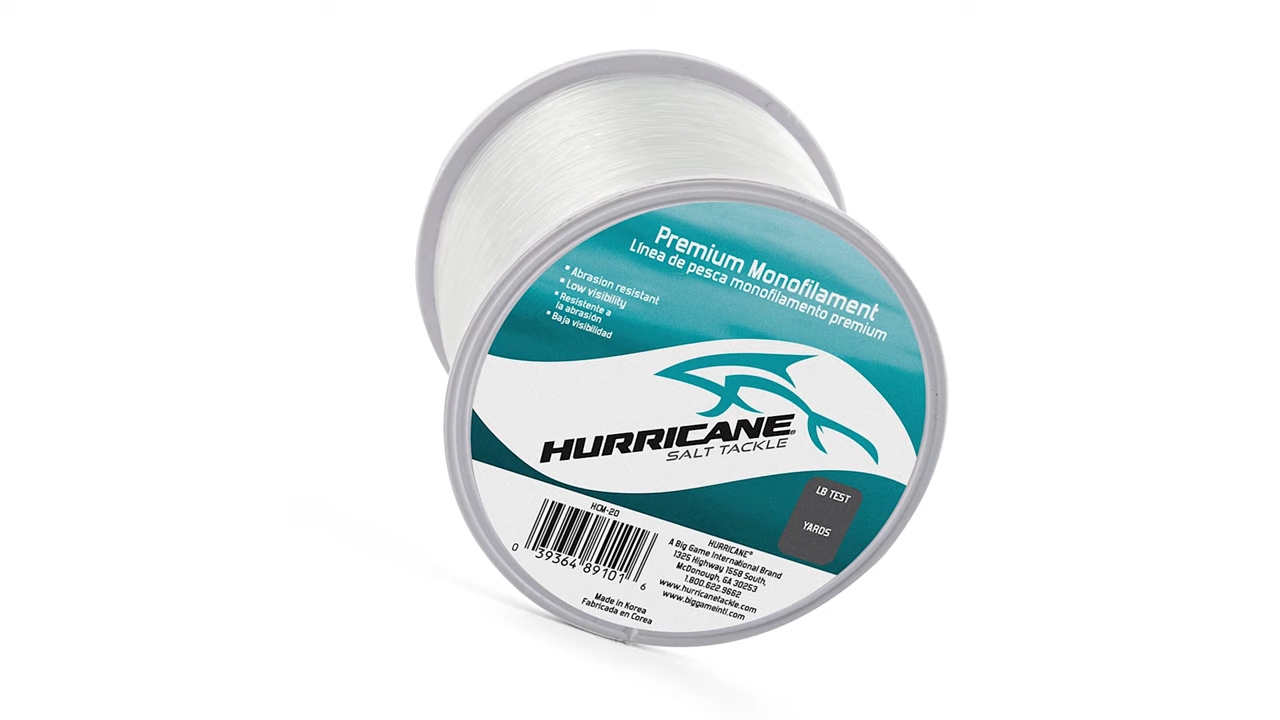 Premium Monofilament
Línea de pesca monofilamento premium
▪ Abrasion resistant
▪ Low visibility
▪ Resistente a
la abrasión
▪ Baja visibilidad
HURRICANE®
SALT TACKLE
LB TEST
YARDS
HCM-20
0 39364 89101 6
Made in Korea
Fabricada en Corea
HURRICANE®
A Big Game International Brand
1325 Highway 155B South,
McDonough, GA 30253
1.800.622.9662
www.hurricanetackle.com
www.biggameintl.com